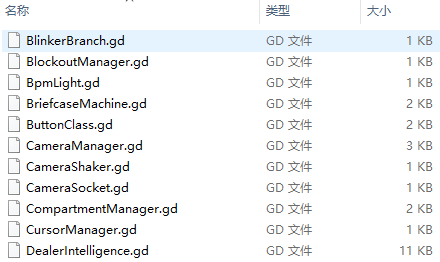 名称 类型 大小
BlinkerBranch.gd GD 文件 1 KB
BlockoutManager.gd GD 文件 1 KB
BpmLight.gd GD 文件 2 KB
BriefcaseMachine.gd GD 文件 2 KB
ButtonClass.gd GD 文件 2 KB
CameraManager.gd GD 文件 3 KB
CameraShaker.gd GD 文件 1 KB
CameraSocket.gd GD 文件 1 KB
CompartmentManager.gd GD 文件 2 KB
CursorManager.gd GD 文件 1 KB
DealerIntelligence.gd GD 文件 11 KB